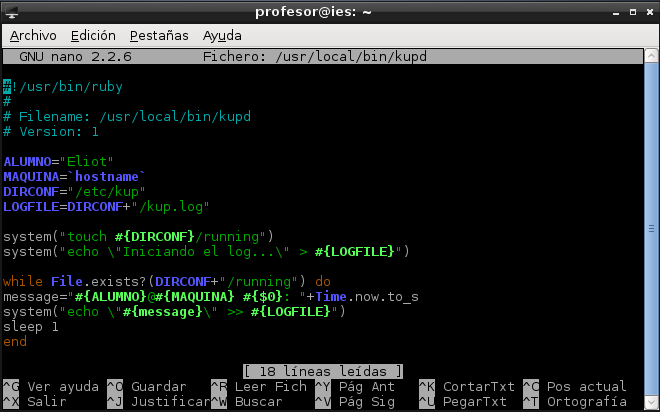 profesor@ies: ~
Archivo Edición Pestañas Ayuda
GNU nano 2.2.6 Fichero: /usr/local/bin/kupd
#!/usr/bin/ruby
#
# Filename: /usr/local/bin/kupd
# Version: 1
ALUMNO="Eliot"
MAQUINA=`hostname`
DIRCONF="/etc/kup"
LOGFILE=DIRCONF+"/kup.log"
system("touch #{DIRCONF}/running")
system("echo \"Iniciando el log...\" > #{LOGFILE}")
while File.exists?(DIRCONF+"/running") do
message="#{ALUMNO}@#{MAQUINA} #{$0}: "+Time.now.to_s
system("echo \"#{message}\" >> #{LOGFILE}")
sleep 1
end
[ 18 líneas leídas ]
^G Ver ayuda ^O Guardar ^R Leer Fich ^Y Pág Ant ^K CortarTxt ^C Pos actual
^X Salir ^J Justificar ^W Buscar ^V Pág Sig ^U PegarTxt ^T Ortografía